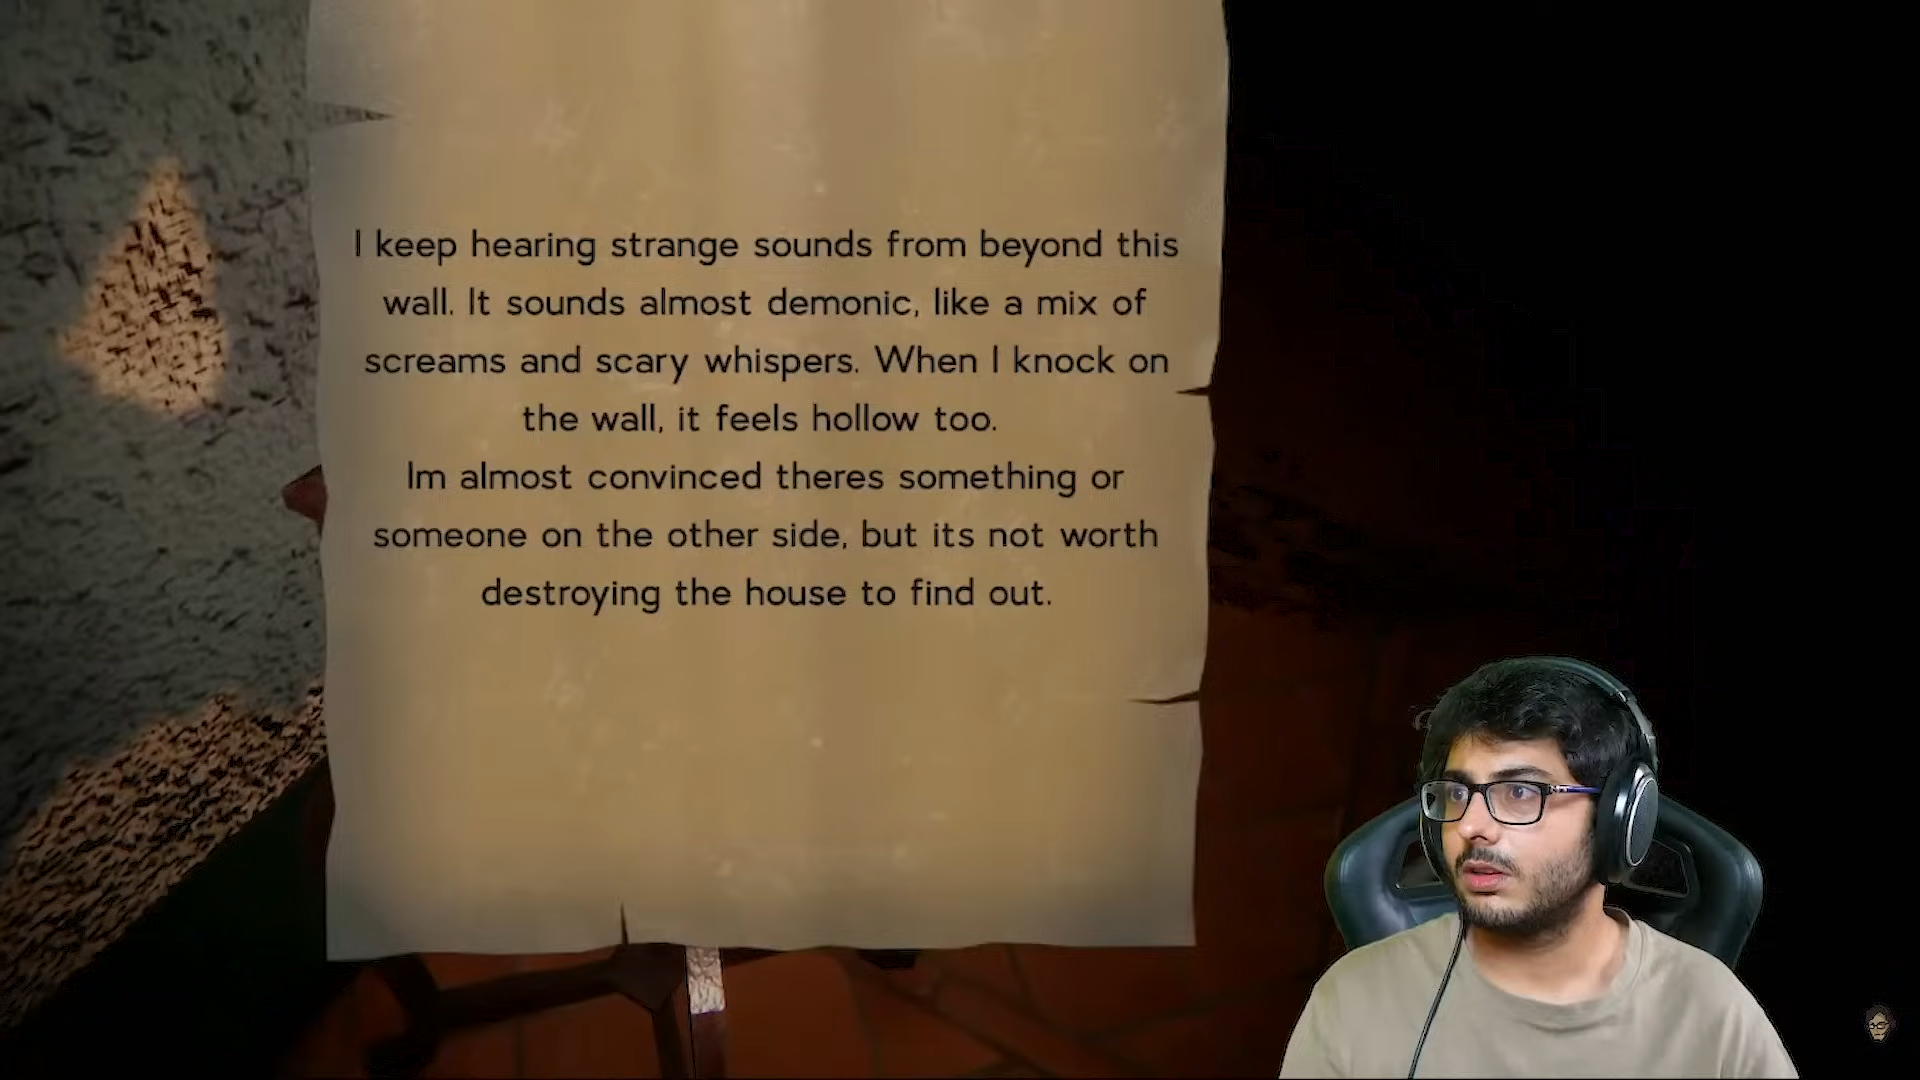 I keep hearing strange sounds from beyond this
wall. It sounds almost demonic, like a mix of
screams and scary whispers. When I knock on
the wall, it feels hollow too.
Im almost convinced theres something or
someone on the other side, but its not worth
destroying the house to find out.